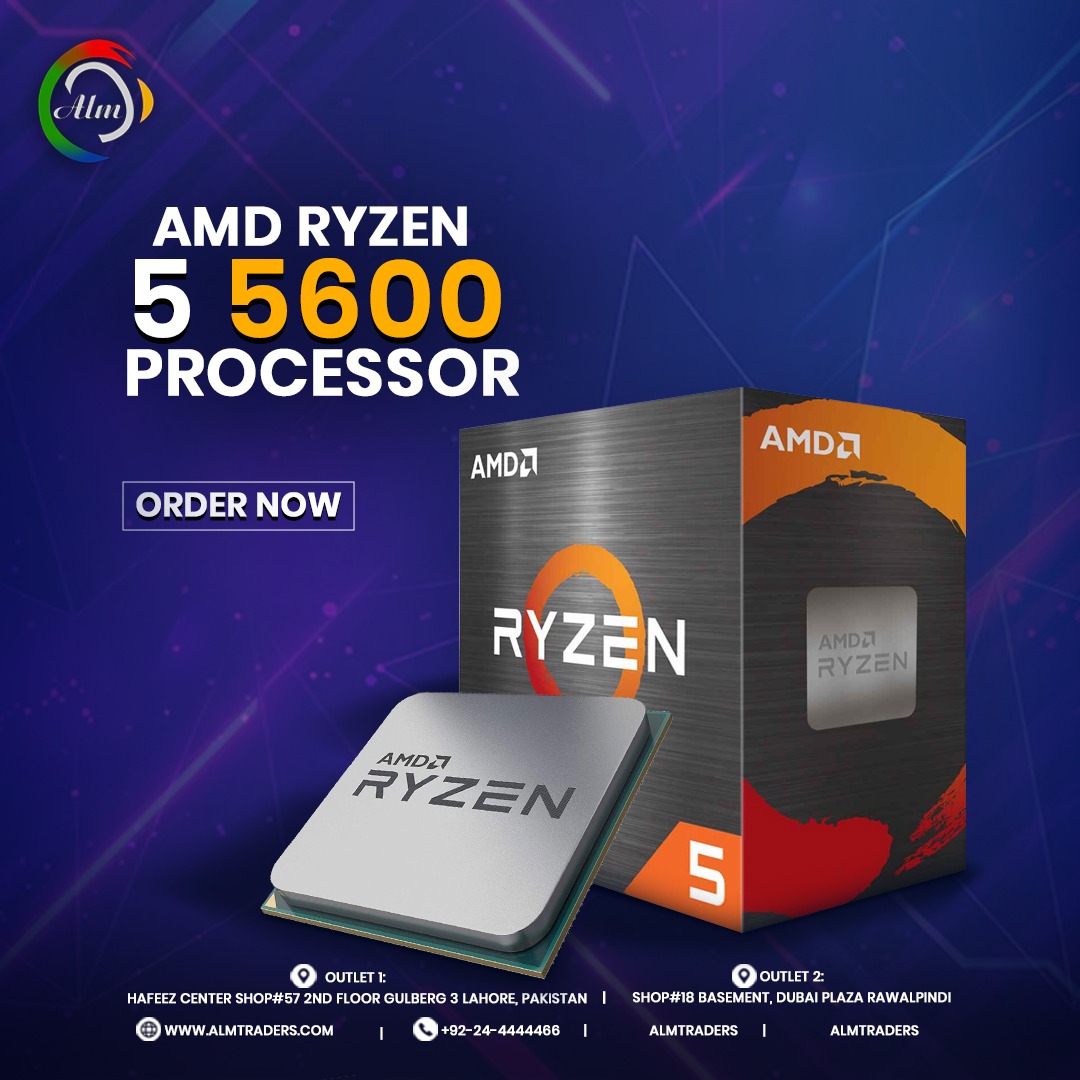 Alm
AMD RYZEN
5 5600
PROCESSOR
ORDER NOW
AMD
RYZEN
5
AMD
AMD
RYZEN
AMD
RYZEN
OUTLET 1:
HAFEEZ CENTER SHOP#57 2ND FLOOR GULBERG 3 LAHORE, PAKISTAN |
OUTLET 2:
SHOP#18 BASEMENT, DUBAI PLAZA RAWALPINDI
WWW.ALMTRADERS.COM | +92-24-4444466 | ALMTRADERS | ALMTRADERS